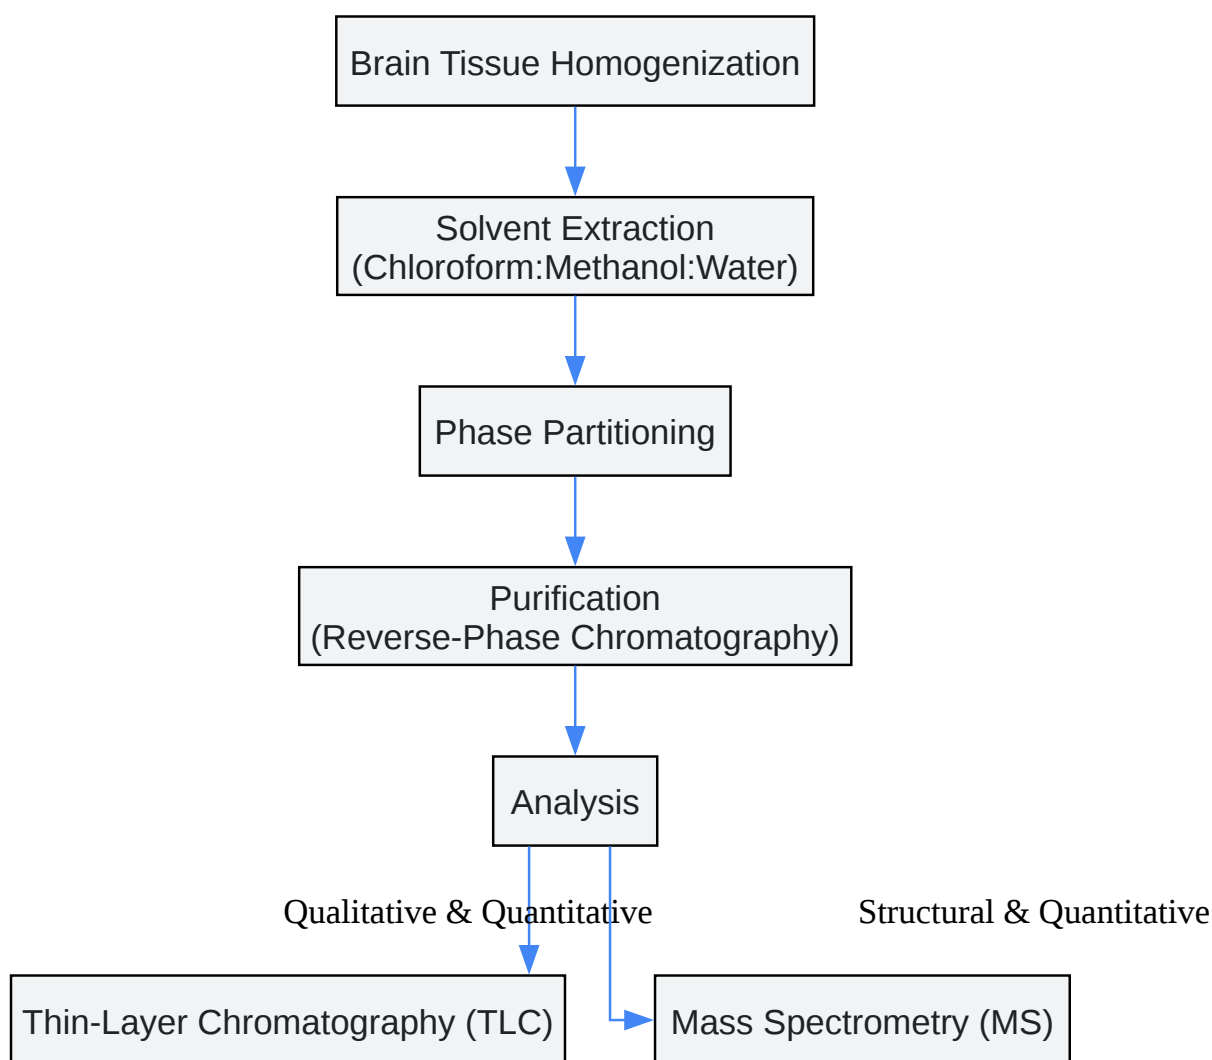 Brain Tissue Homogenization
Solvent Extraction
(Chloroform:Methanol:Water)
Phase Partitioning
Purification
(Reverse-Phase Chromatography)
Analysis
Qualitative & Quantitative
Structural & Quantitative
Thin-Layer Chromatography (TLC)
Mass Spectrometry (MS)